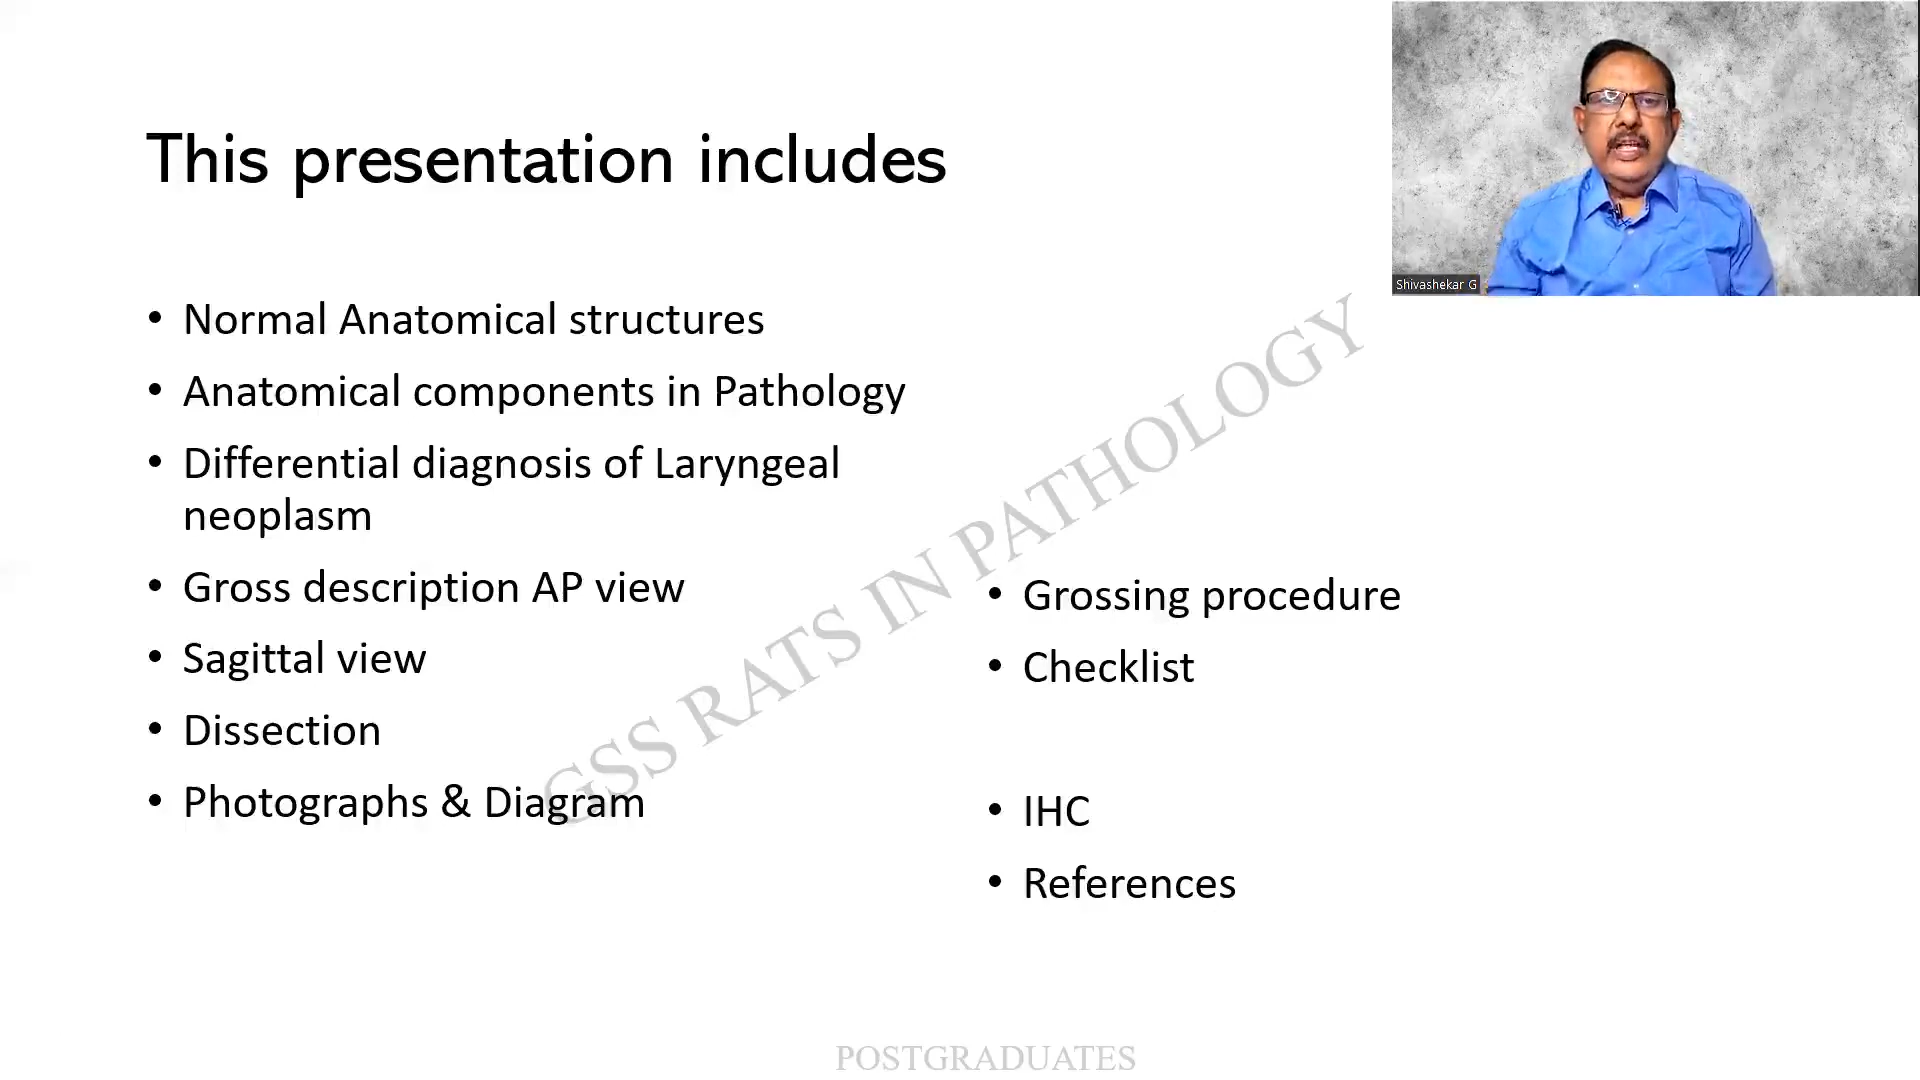 This presentation includes
Shivashekar G
• Normal Anatomical structures
• Anatomical components in Pathology
• Differential diagnosis of Laryngeal
neoplasm
• Gross description AP view
• Sagittal view
• Dissection
• Photographs & Diagram
• Grossing procedure
• Checklist
• IHC
• References
GSS RATS IN PATHOLOGY
POSTGRADUATES